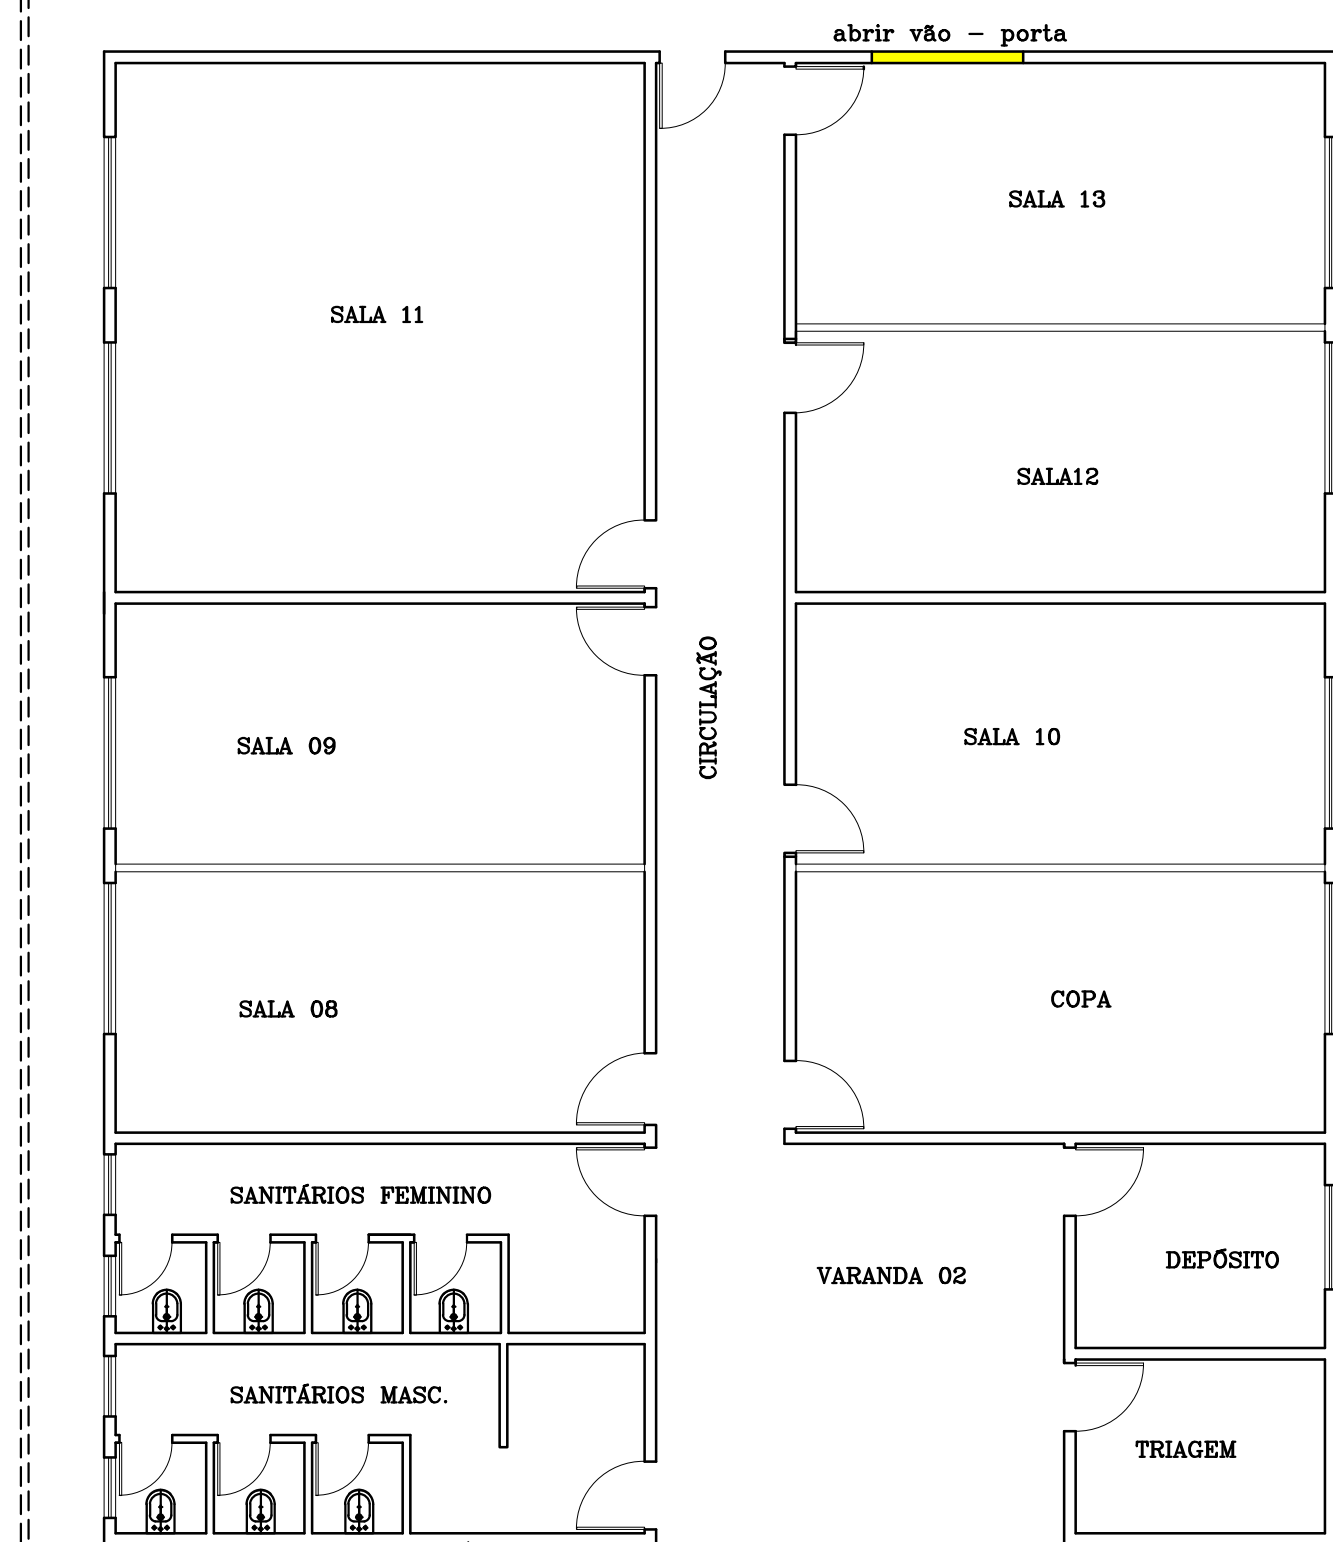 abrir vão - porta
SALA 13
SALA 11
SALA12
CIRCULAÇÃO
SALA 09
SALA 10
SALA 08
COPA
SANITÁRIOS FEMININO
VARANDA 02
DEPÓSITO
SANITÁRIOS MASC.
TRIAGEM